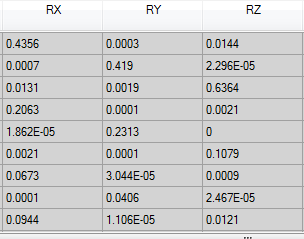 RX RY RZ
0.4356 0.0003 0.0144
0.0007 0.419 2.296E-05
0.0131 0.0019 0.6364
0.2063 0.0001 0.0021
1.862E-05 0.2313 0
0.0021 0.0001 0.1079
0.0673 3.044E-05 0.0009
0.0001 0.0406 2.467E-05
0.0944 1.106E-05 0.0121